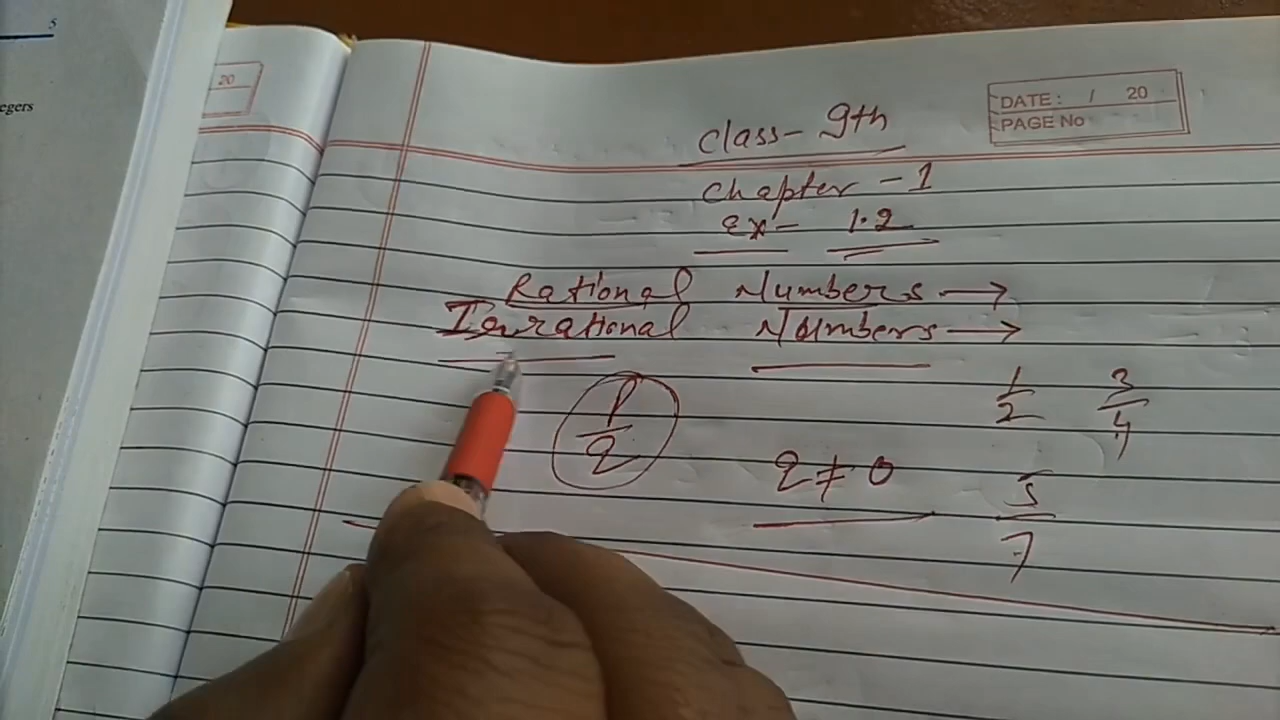 5
egers
20
DATE : / 20
PAGE No
Class- 9th
Chapter - 1
Ex- 1.2
Rational Numbers →
Irrational Numbers →
p/q
q ≠ 0
1/2 3/4
5/7